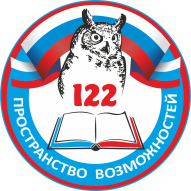 122
ПРОСТРАНСТВО ВОЗМОЖНОСТЕЙ